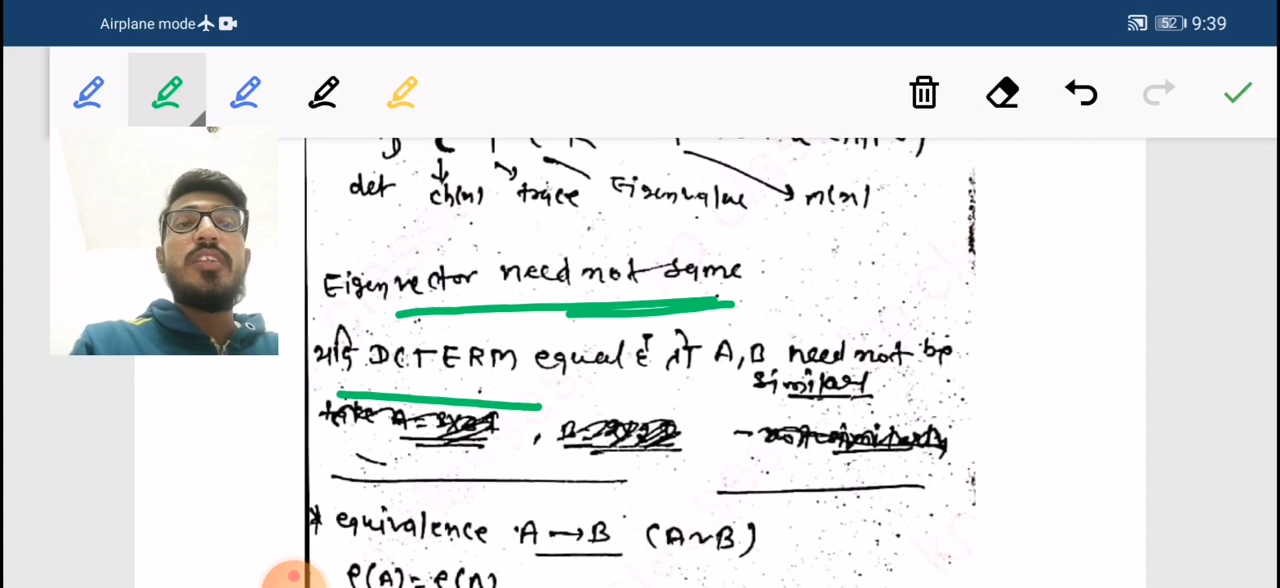 Airplane mode 52 9:39
det ch(x) trace Eigenvalue m(x)
Eigenvector need not same
यदि DCTERM equal है तो A, B need not be
similar
take A =
, B =
* equivalence A → B (A~B)